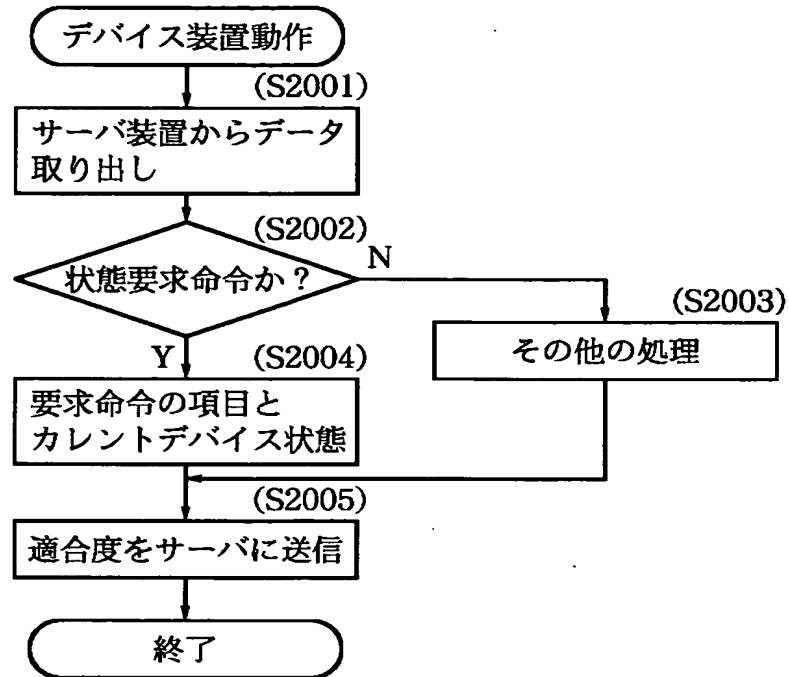 デバイス装置動作
(S2001)
サーバ装置からデータ
取り出し
(S2002)
状態要求命令か？
N
(S2003)
その他の処理
Y
(S2004)
要求命令の項目と
カレントデバイス状態
(S2005)
適合度をサーバに送信
終了